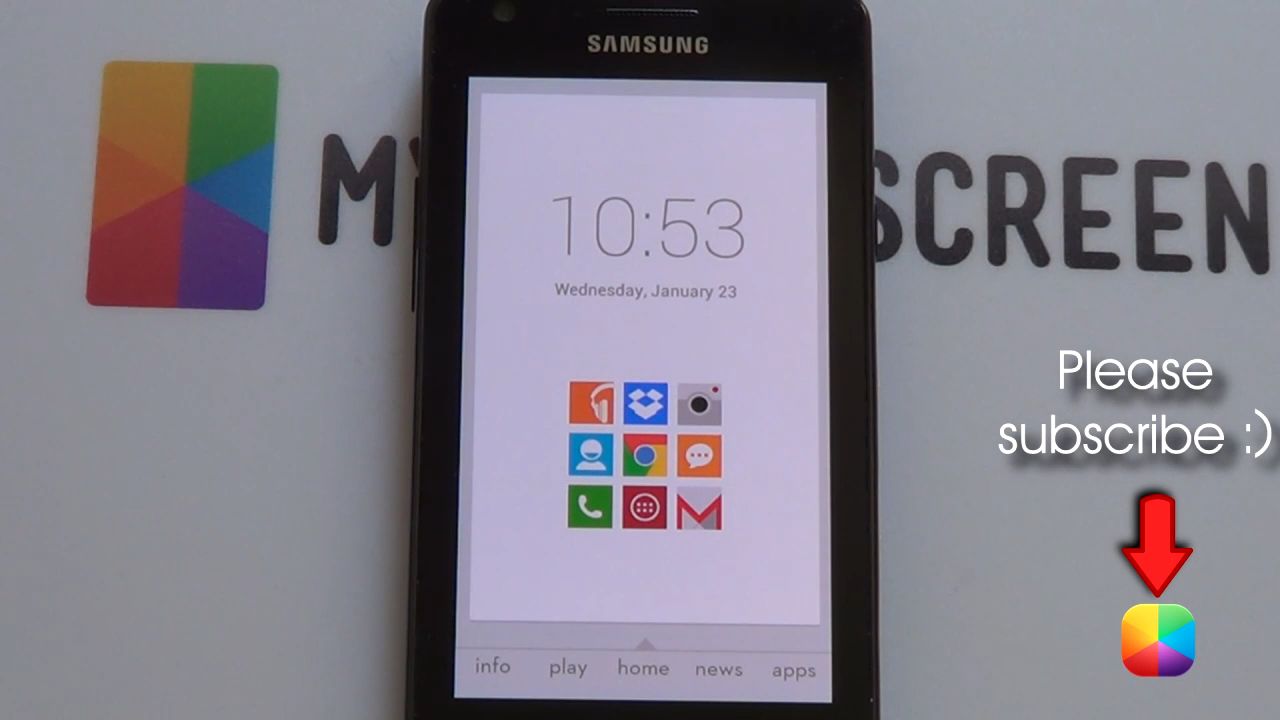 SAMSUNG
SCREEN
10:53
Wednesday, January 23
Please
subscribe :)
info play home news apps